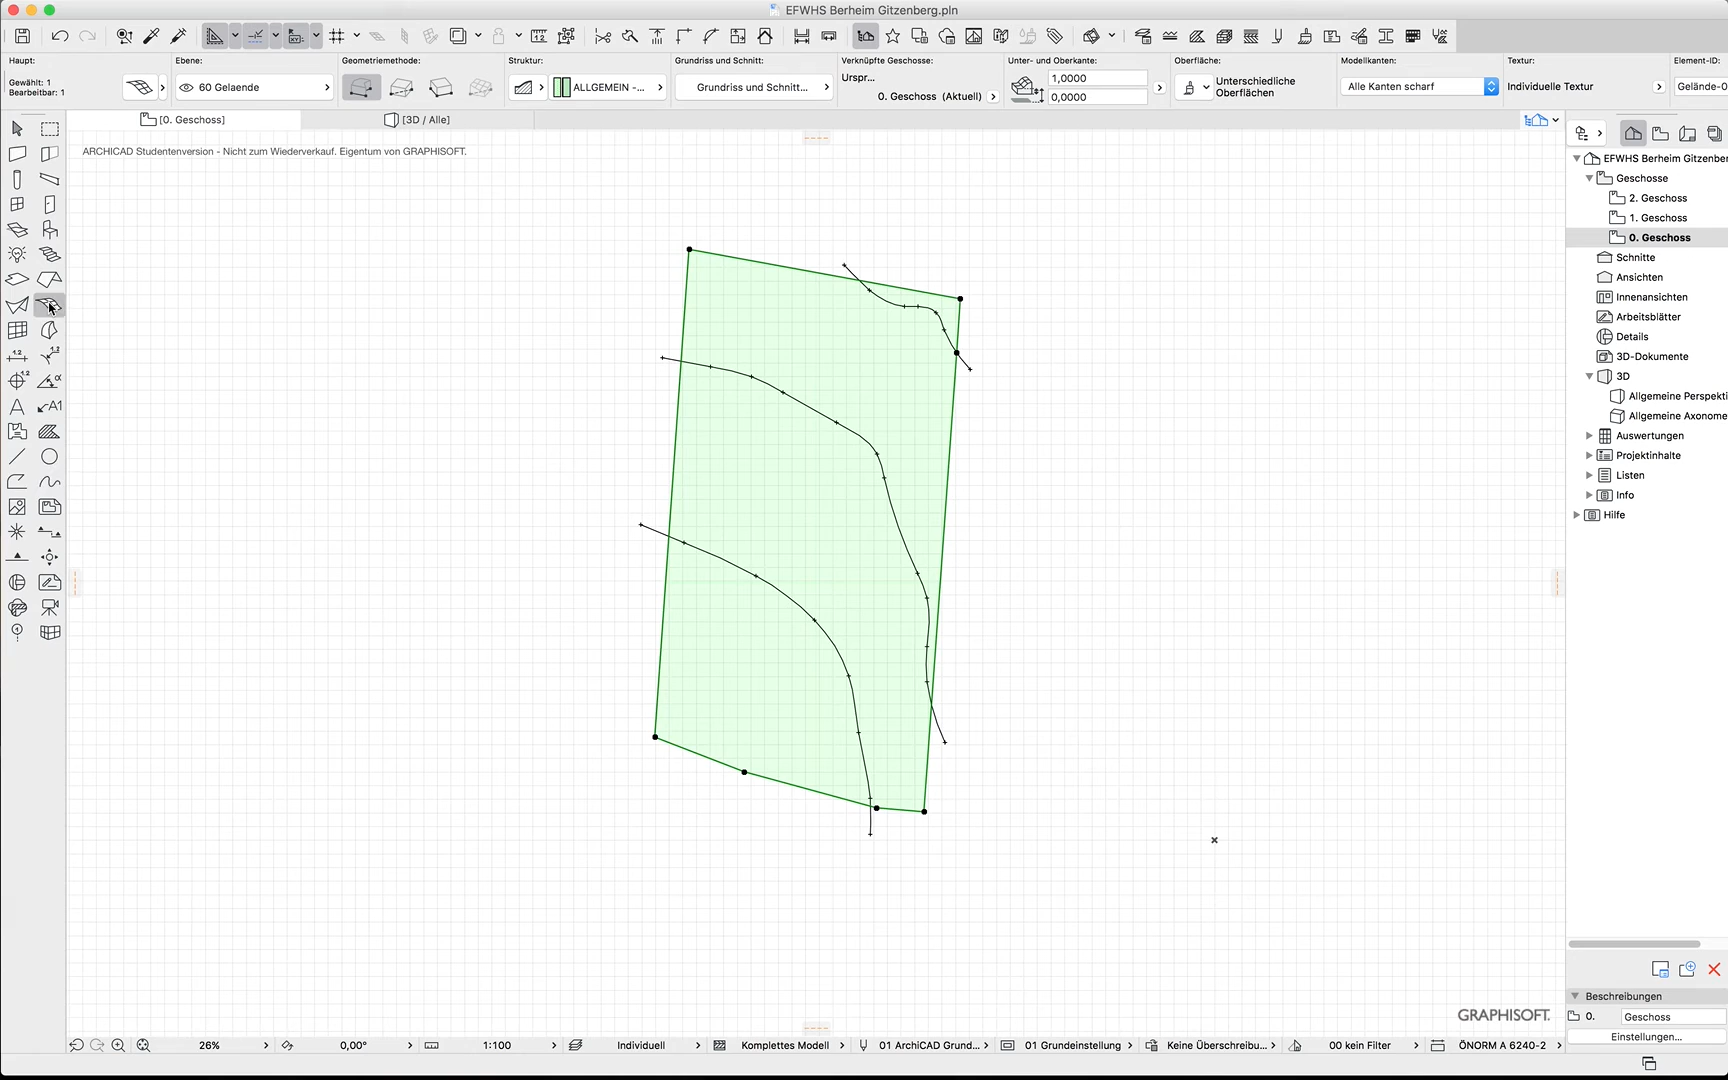 EFWHS Berheim Gitzenberg.pln
Haupt:
Ebene:
Geometriemethode:
Struktur:
Grundriss und Schnitt:
Verknüpfte Geschosse:
Unter- und Oberkante:
Oberfläche:
Modellkanten:
Textur:
Element-ID:
Gewählt: 1
Bearbeitbar: 1
60 Gelaende
ALLGEMEIN -...
Grundriss und Schnitt...
Urspr...
0. Geschoss (Aktuell)
1,0000
0,0000
Unterschiedliche
Oberflächen
Alle Kanten scharf
Individuelle Textur
Gelände-0
[0. Geschoss]
[3D / Alle]
ARCHICAD Studentenversion - Nicht zum Wiederverkauf. Eigentum von GRAPHISOFT.
EFWHS Berheim Gitzenber
Geschosse
2. Geschoss
1. Geschoss
0. Geschoss
Schnitte
Ansichten
Innenansichten
Arbeitsblätter
Details
3D-Dokumente
3D
Allgemeine Perspekti
Allgemeine Axonome
Auswertungen
Projektinhalte
Listen
Info
Hilfe
A
A1
GRAPHISOFT.
Beschreibungen
0.
Geschoss
Einstellungen...
26%
0,00°
1:100
Individuell
Komplettes Modell
01 ArchiCAD Grund...
01 Grundeinstellung
Keine Überschreibu...
00 kein Filter
ÖNORM A 6240-2